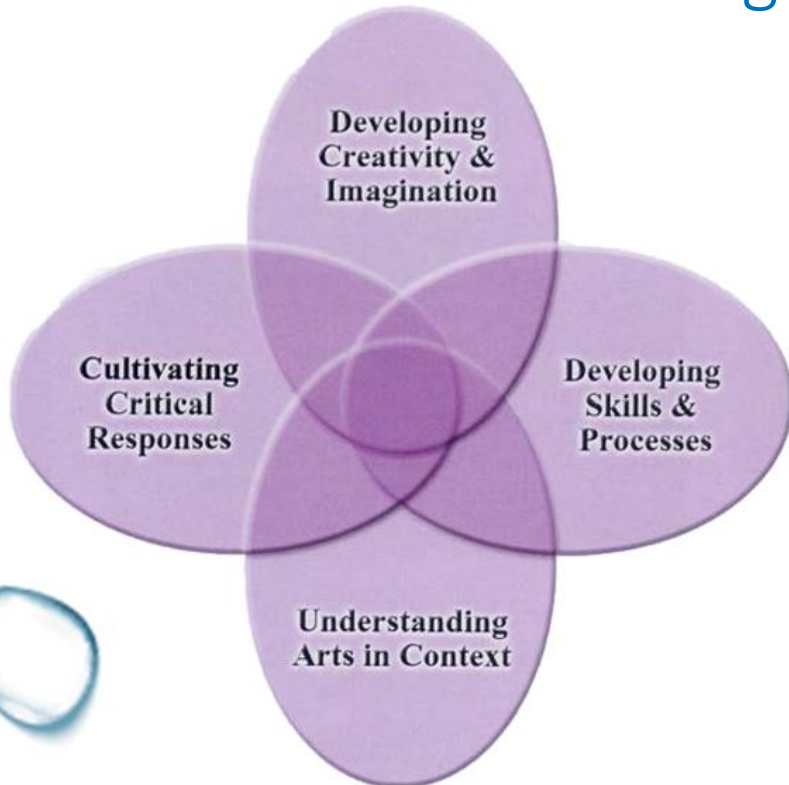 g
Developing
Creativity &
Imagination
Cultivating
Critical
Responses
Developing
Skills &
Processes
Understanding
Arts in Context